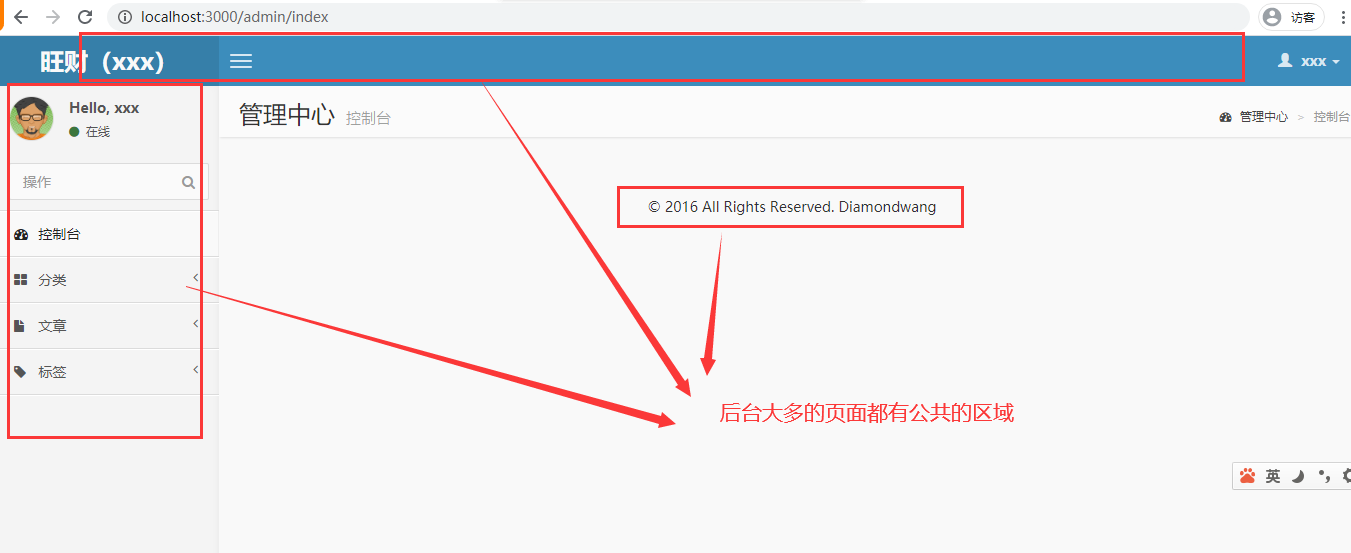 localhost:3000/admin/index
访客
旺财（xxx）
xxx
Hello, xxx
在线
管理中心 控制台
管理中心 > 控制台
操作
© 2016 All Rights Reserved. Diamondwang
控制台
分类
文章
标签
后台大多的页面都有公共的区域
英